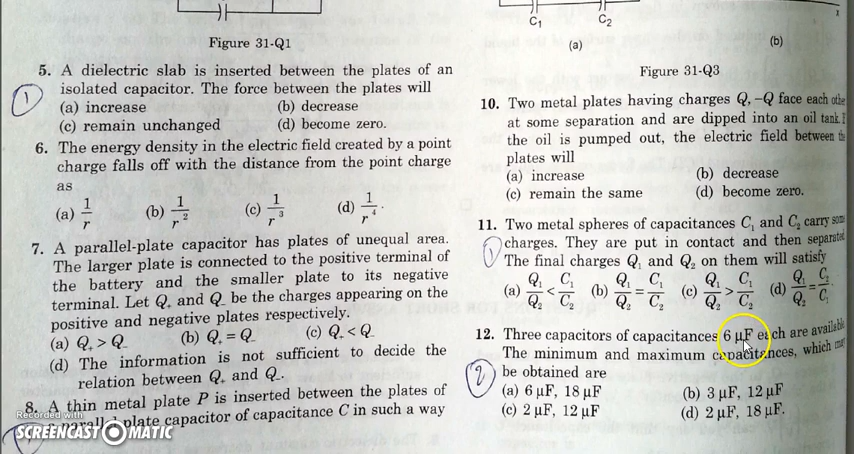 Figure 31-Q1
5. A dielectric slab is inserted between the plates of an
isolated capacitor. The force between the plates will
(a) increase (b) decrease
(c) remain unchanged (d) become zero.
6. The energy density in the electric field created by a point
charge falls off with the distance from the point charge
as
(a) 1/r (b) 1/r² (c) 1/r³ (d) 1/r⁴.
7. A parallel-plate capacitor has plates of unequal area.
The larger plate is connected to the positive terminal of
the battery and the smaller plate to its negative
terminal. Let Q₊ and Q₋ be the charges appearing on the
positive and negative plates respectively.
(a) Q₊ > Q₋ (b) Q₊ = Q₋ (c) Q₊ < Q₋
(d) The information is not sufficient to decide the
relation between Q₊ and Q₋.
8. A thin metal plate P is inserted between the plates of
plate capacitor of capacitance C in such a way
Recorded with
SCREENCAST-O-MATIC
1
C₁ C₂
(a) (b)
Figure 31-Q3
10. Two metal plates having charges Q, −Q face each other
at some separation and are dipped into an oil tank. If
the oil is pumped out, the electric field between the
plates will
(a) increase (b) decrease
(c) remain the same (d) become zero.
11. Two metal spheres of capacitances C₁ and C₂ carry some
charges. They are put in contact and then separated.
The final charges Q₁ and Q₂ on them will satisfy
(a) Q₁/Q₂ < C₁/C₂ (b) Q₁/Q₂ = C₁/C₂ (c) Q₁/Q₂ > C₁/C₂ (d) Q₁/Q₂ = C₂/C₁.
12. Three capacitors of capacitances 6 μF each are available.
The minimum and maximum capacitances, which may
be obtained are
(a) 6 μF, 18 μF (b) 3 μF, 12 μF
(c) 2 μF, 12 μF (d) 2 μF, 18 μF.
1
2